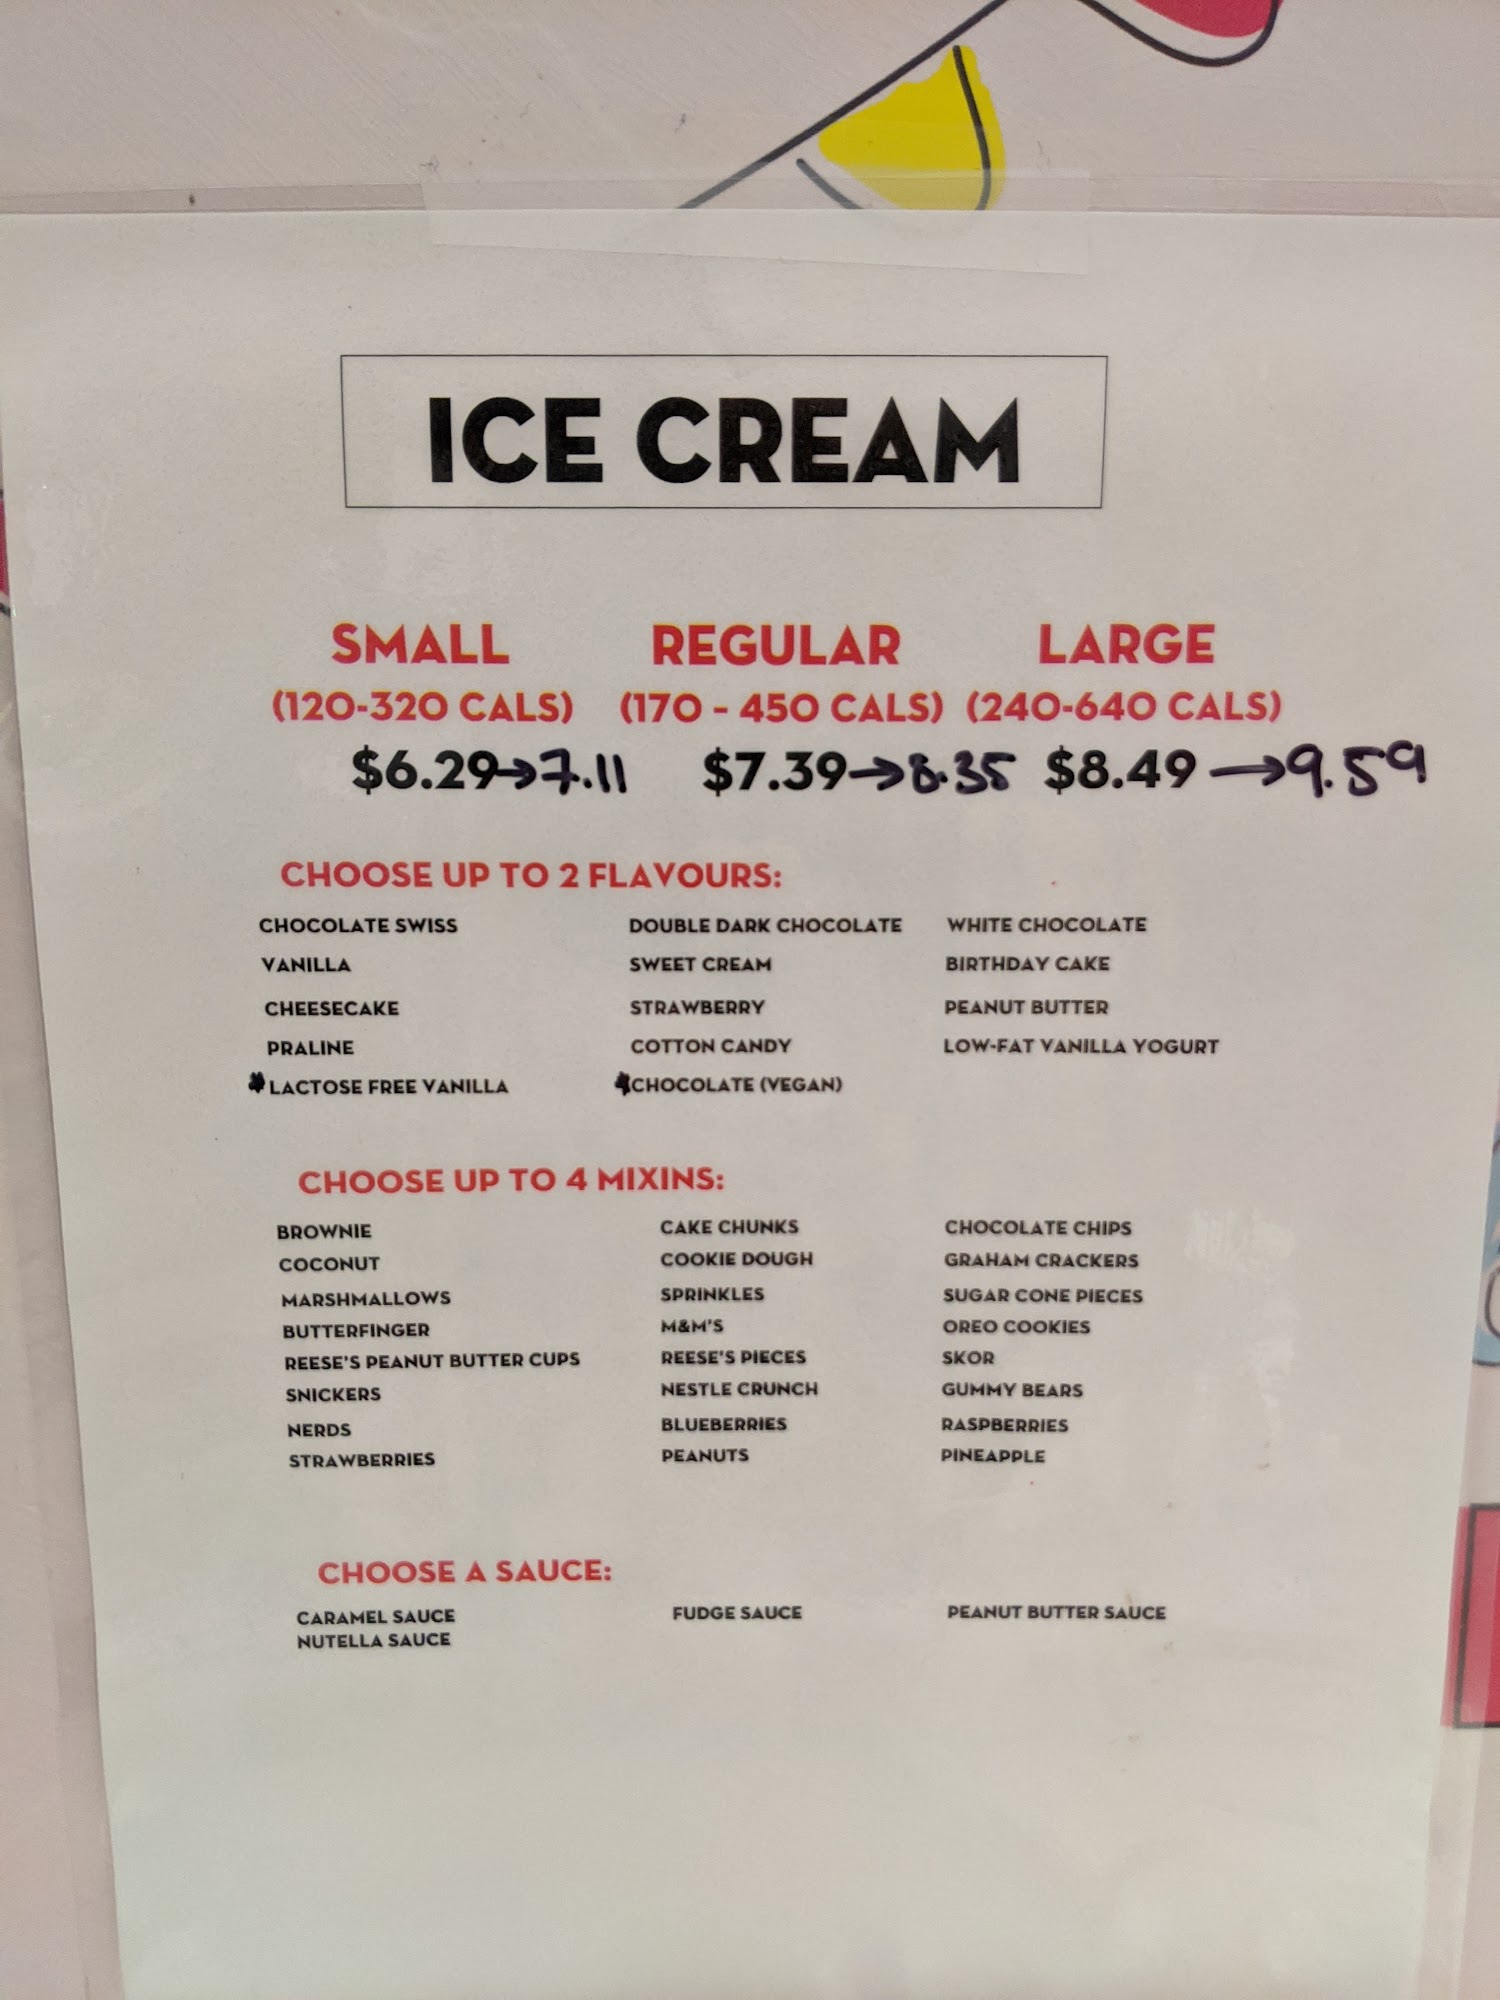 ICE CREAM
SMALL REGULAR LARGE
(120-320 CALS) (170 - 450 CALS) (240-640 CALS)
$6.29→7.11 $7.39→8.35 $8.49→9.59
CHOOSE UP TO 2 FLAVOURS:
CHOCOLATE SWISS DOUBLE DARK CHOCOLATE WHITE CHOCOLATE
VANILLA SWEET CREAM BIRTHDAY CAKE
CHEESECAKE STRAWBERRY PEANUT BUTTER
PRALINE COTTON CANDY LOW-FAT VANILLA YOGURT
*LACTOSE FREE VANILLA *CHOCOLATE (VEGAN)
CHOOSE UP TO 4 MIXINS:
BROWNIE CAKE CHUNKS CHOCOLATE CHIPS
COCONUT COOKIE DOUGH GRAHAM CRACKERS
MARSHMALLOWS SPRINKLES SUGAR CONE PIECES
BUTTERFINGER M&M'S OREO COOKIES
REESE'S PEANUT BUTTER CUPS REESE'S PIECES SKOR
SNICKERS NESTLE CRUNCH GUMMY BEARS
NERDS BLUEBERRIES RASPBERRIES
STRAWBERRIES PEANUTS PINEAPPLE
CHOOSE A SAUCE:
CARAMEL SAUCE FUDGE SAUCE PEANUT BUTTER SAUCE
NUTELLA SAUCE